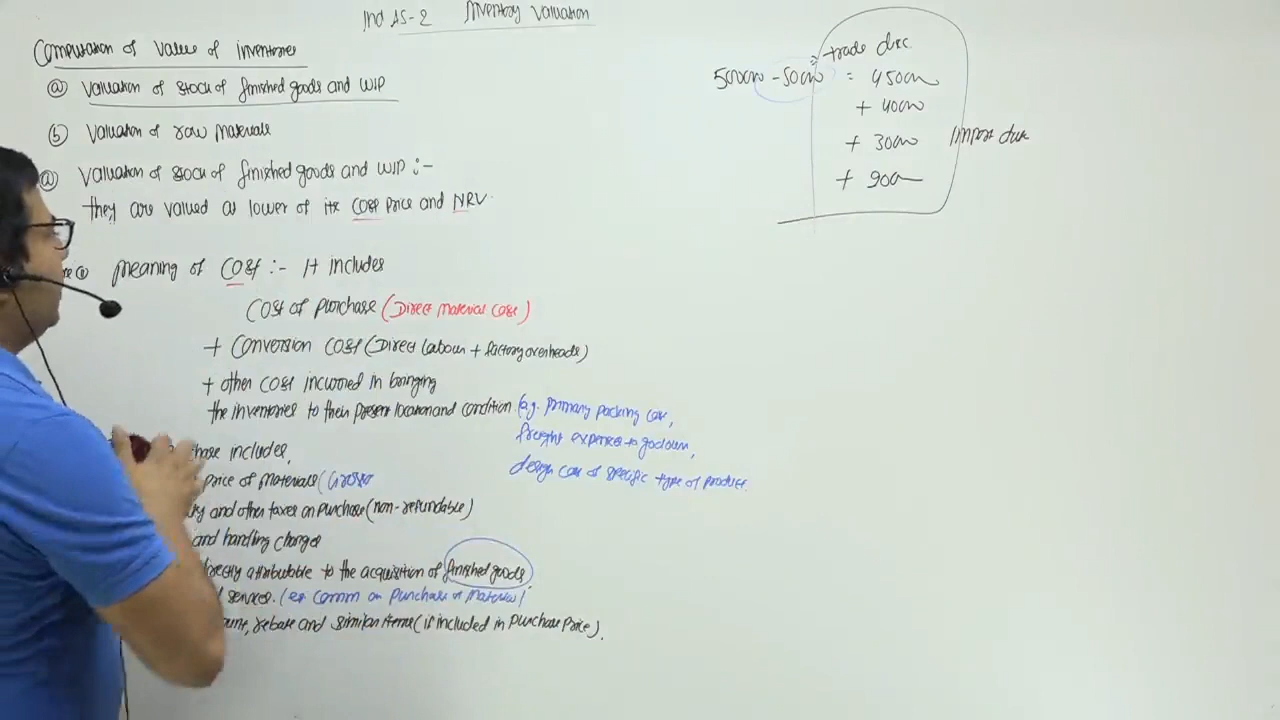 Ind AS-2 Inventory Valuation
Computation of value of inventories
(a) Valuation of stock of finished goods and WIP
(b) Valuation of raw materials
(a) Valuation of stock of finished goods and WIP :-
they are valued at lower of its Cost price and NRV.
meaning of Cost :- It includes
Cost of purchase (Direct material cost)
+ Conversion cost (Direct labour + factory overheads)
+ other cost incurred in bringing
the inventories to their present location and condition (e.g. primary packing cost,
freight expenses to godown,
design cost of specific type of product.
includes,
price of materials (Gross
and other taxes on purchase (non-refundable)
and handling charges
directly attributable to the acquisition of finished goods,
services. (ex comm on purchase of material)
rebate and similar items (if included in purchase price).
trade disc.
50000 - 5000 = 45000
+ 4000
+ 3000 Import
+ 900